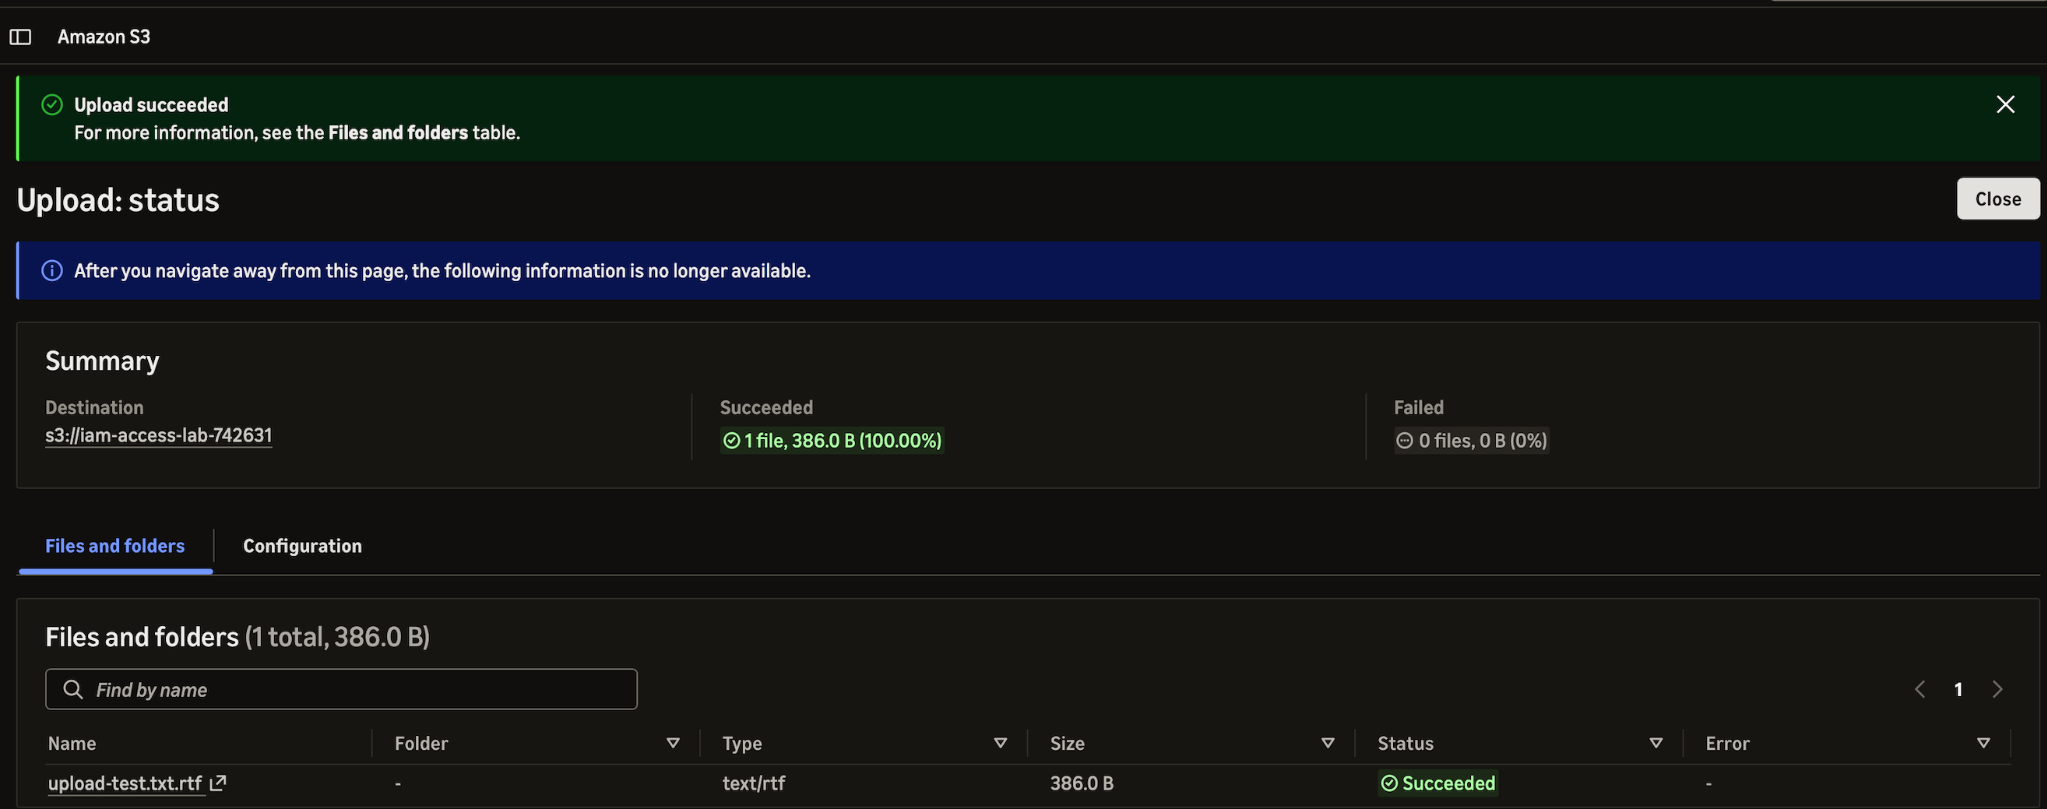 Amazon S3
Upload succeeded
For more information, see the Files and folders table.
Upload: status
Close
After you navigate away from this page, the following information is no longer available.
Summary
Destination
s3://iam-access-lab-742631
Succeeded
1 file, 386.0 B (100.00%)
Failed
0 files, 0 B (0%)
Files and folders
Configuration
Files and folders (1 total, 386.0 B)
Find by name
1
Name Folder Type Size Status Error
upload-test.txt.rtf - text/rtf 386.0 B Succeeded -